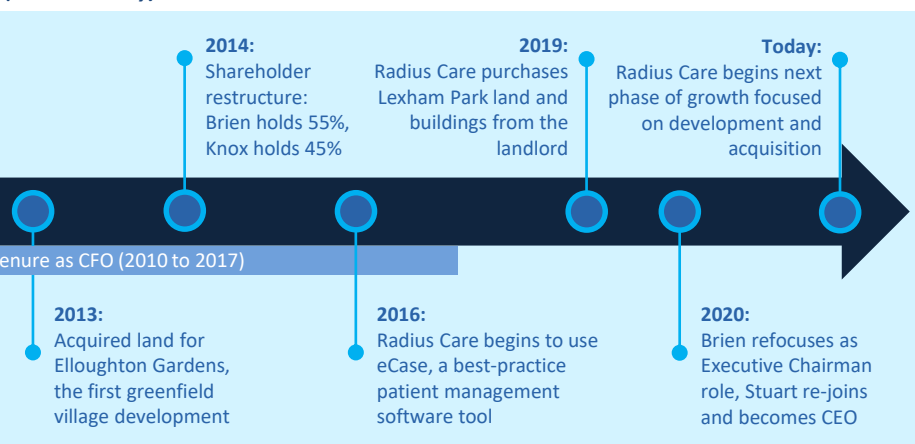 2014:
Shareholder
restructure:
Brien holds 55%,
Knox holds 45%
2019:
Radius Care purchases
Lexham Park land and
buildings from the
landlord
Today:
Radius Care begins next
phase of growth focused
on development and
acquisition
enure as CFO (2010 to 2017)
2013:
Acquired land for
Elloughton Gardens,
the first greenfield
village development
2016:
Radius Care begins to use
eCase, a best-practice
patient management
software tool
2020:
Brien refocuses as
Executive Chairman
role, Stuart re-joins
and becomes CEO